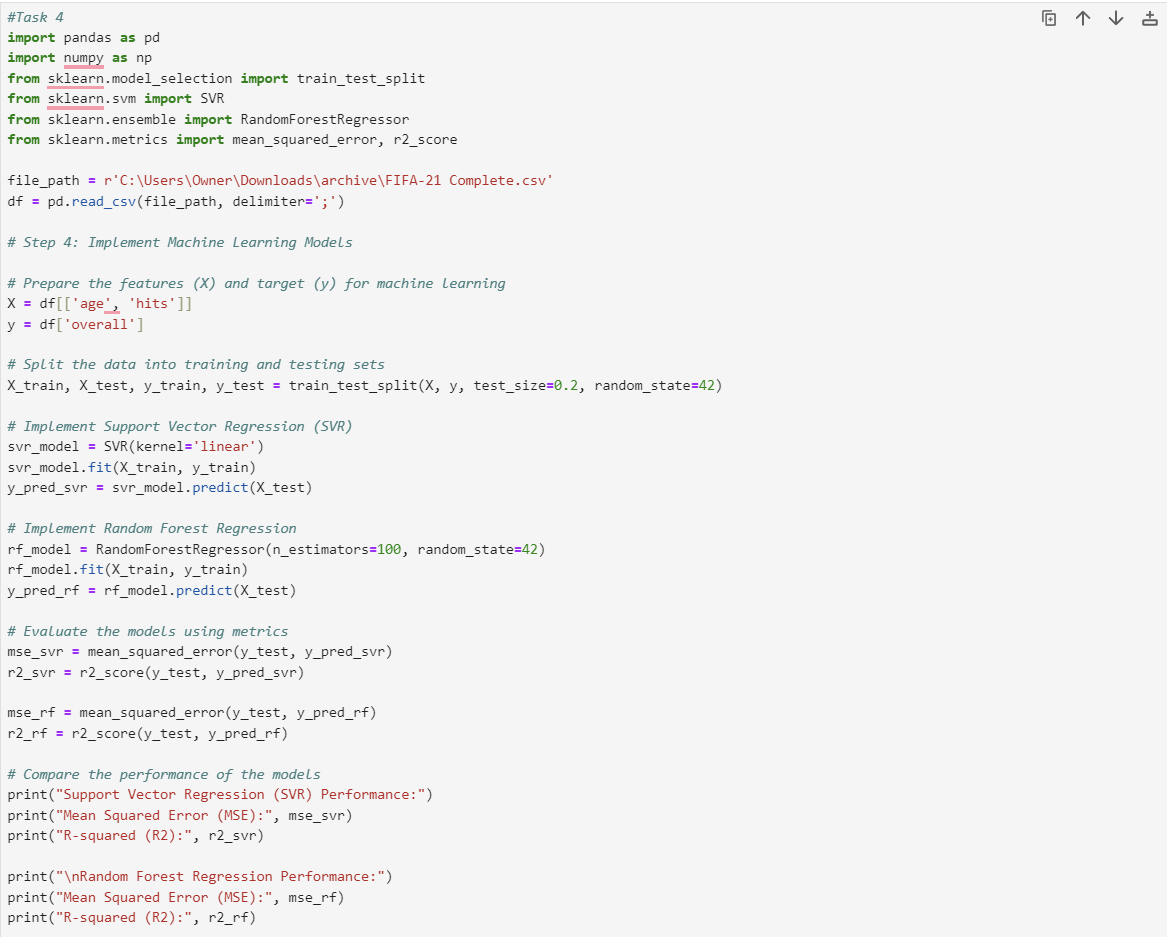 #Task 4
import pandas as pd
import numpy as np
from sklearn.model_selection import train_test_split
from sklearn.svm import SVR
from sklearn.ensemble import RandomForestRegressor
from sklearn.metrics import mean_squared_error, r2_score
file_path = r'C:\Users\Owner\Downloads\archive\FIFA-21 Complete.csv'
df = pd.read_csv(file_path, delimiter=';')
# Step 4: Implement Machine Learning Models
# Prepare the features (X) and target (y) for machine learning
X = df[['age', 'hits']]
y = df['overall']
# Split the data into training and testing sets
X_train, X_test, y_train, y_test = train_test_split(X, y, test_size=0.2, random_state=42)
# Implement Support Vector Regression (SVR)
svr_model = SVR(kernel='linear')
svr_model.fit(X_train, y_train)
y_pred_svr = svr_model.predict(X_test)
# Implement Random Forest Regression
rf_model = RandomForestRegressor(n_estimators=100, random_state=42)
rf_model.fit(X_train, y_train)
y_pred_rf = rf_model.predict(X_test)
# Evaluate the models using metrics
mse_svr = mean_squared_error(y_test, y_pred_svr)
r2_svr = r2_score(y_test, y_pred_svr)
mse_rf = mean_squared_error(y_test, y_pred_rf)
r2_rf = r2_score(y_test, y_pred_rf)
# Compare the performance of the models
print("Support Vector Regression (SVR) Performance:")
print("Mean Squared Error (MSE):", mse_svr)
print("R-squared (R2):", r2_svr)
print("\nRandom Forest Regression Performance:")
print("Mean Squared Error (MSE):", mse_rf)
print("R-squared (R2):", r2_rf)